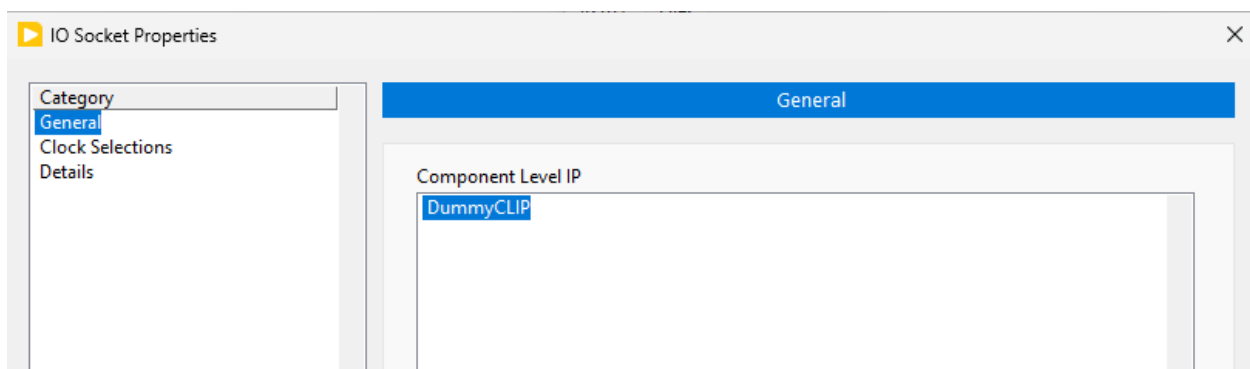 IO Socket Properties
Category
General
Clock Selections
Details
General
Component Level IP
DummyCLIP